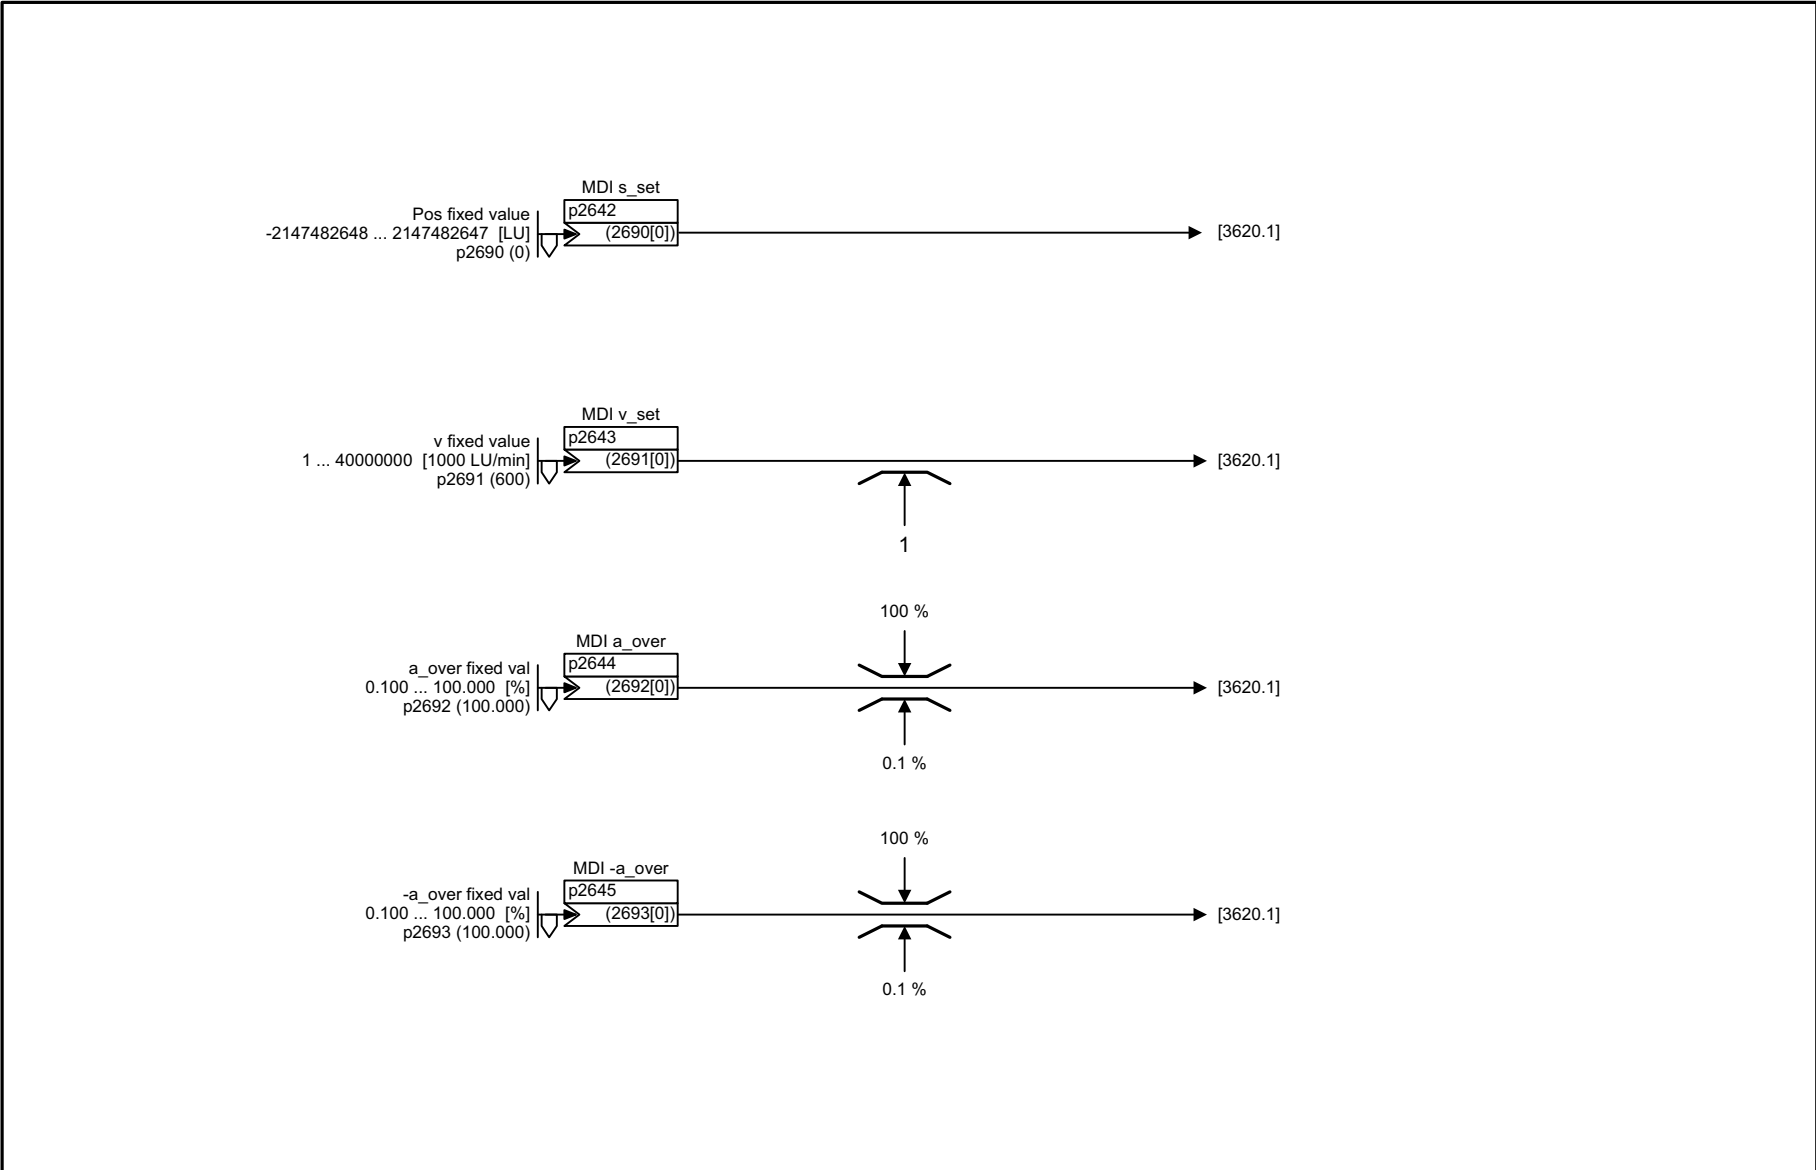 MDI s_set
Pos fixed value
p2642
-2147482648 ... 2147482647 [LU]
(2690[0])
[3620.1]
p2690 (0)
MDI v_set
v fixed value
p2643
1 ... 40000000 [1000 LU/min]
(2691[0])
[3620.1]
p2691 (600)
1
100 %
MDI a_over
a_over fixed val
p2644
0.100 ... 100.000 [%]
(2692[0])
[3620.1]
p2692 (100.000)
0.1 %
100 %
MDI -a_over
-a_over fixed val
p2645
0.100 ... 100.000 [%]
(2693[0])
[3620.1]
p2693 (100.000)
0.1 %